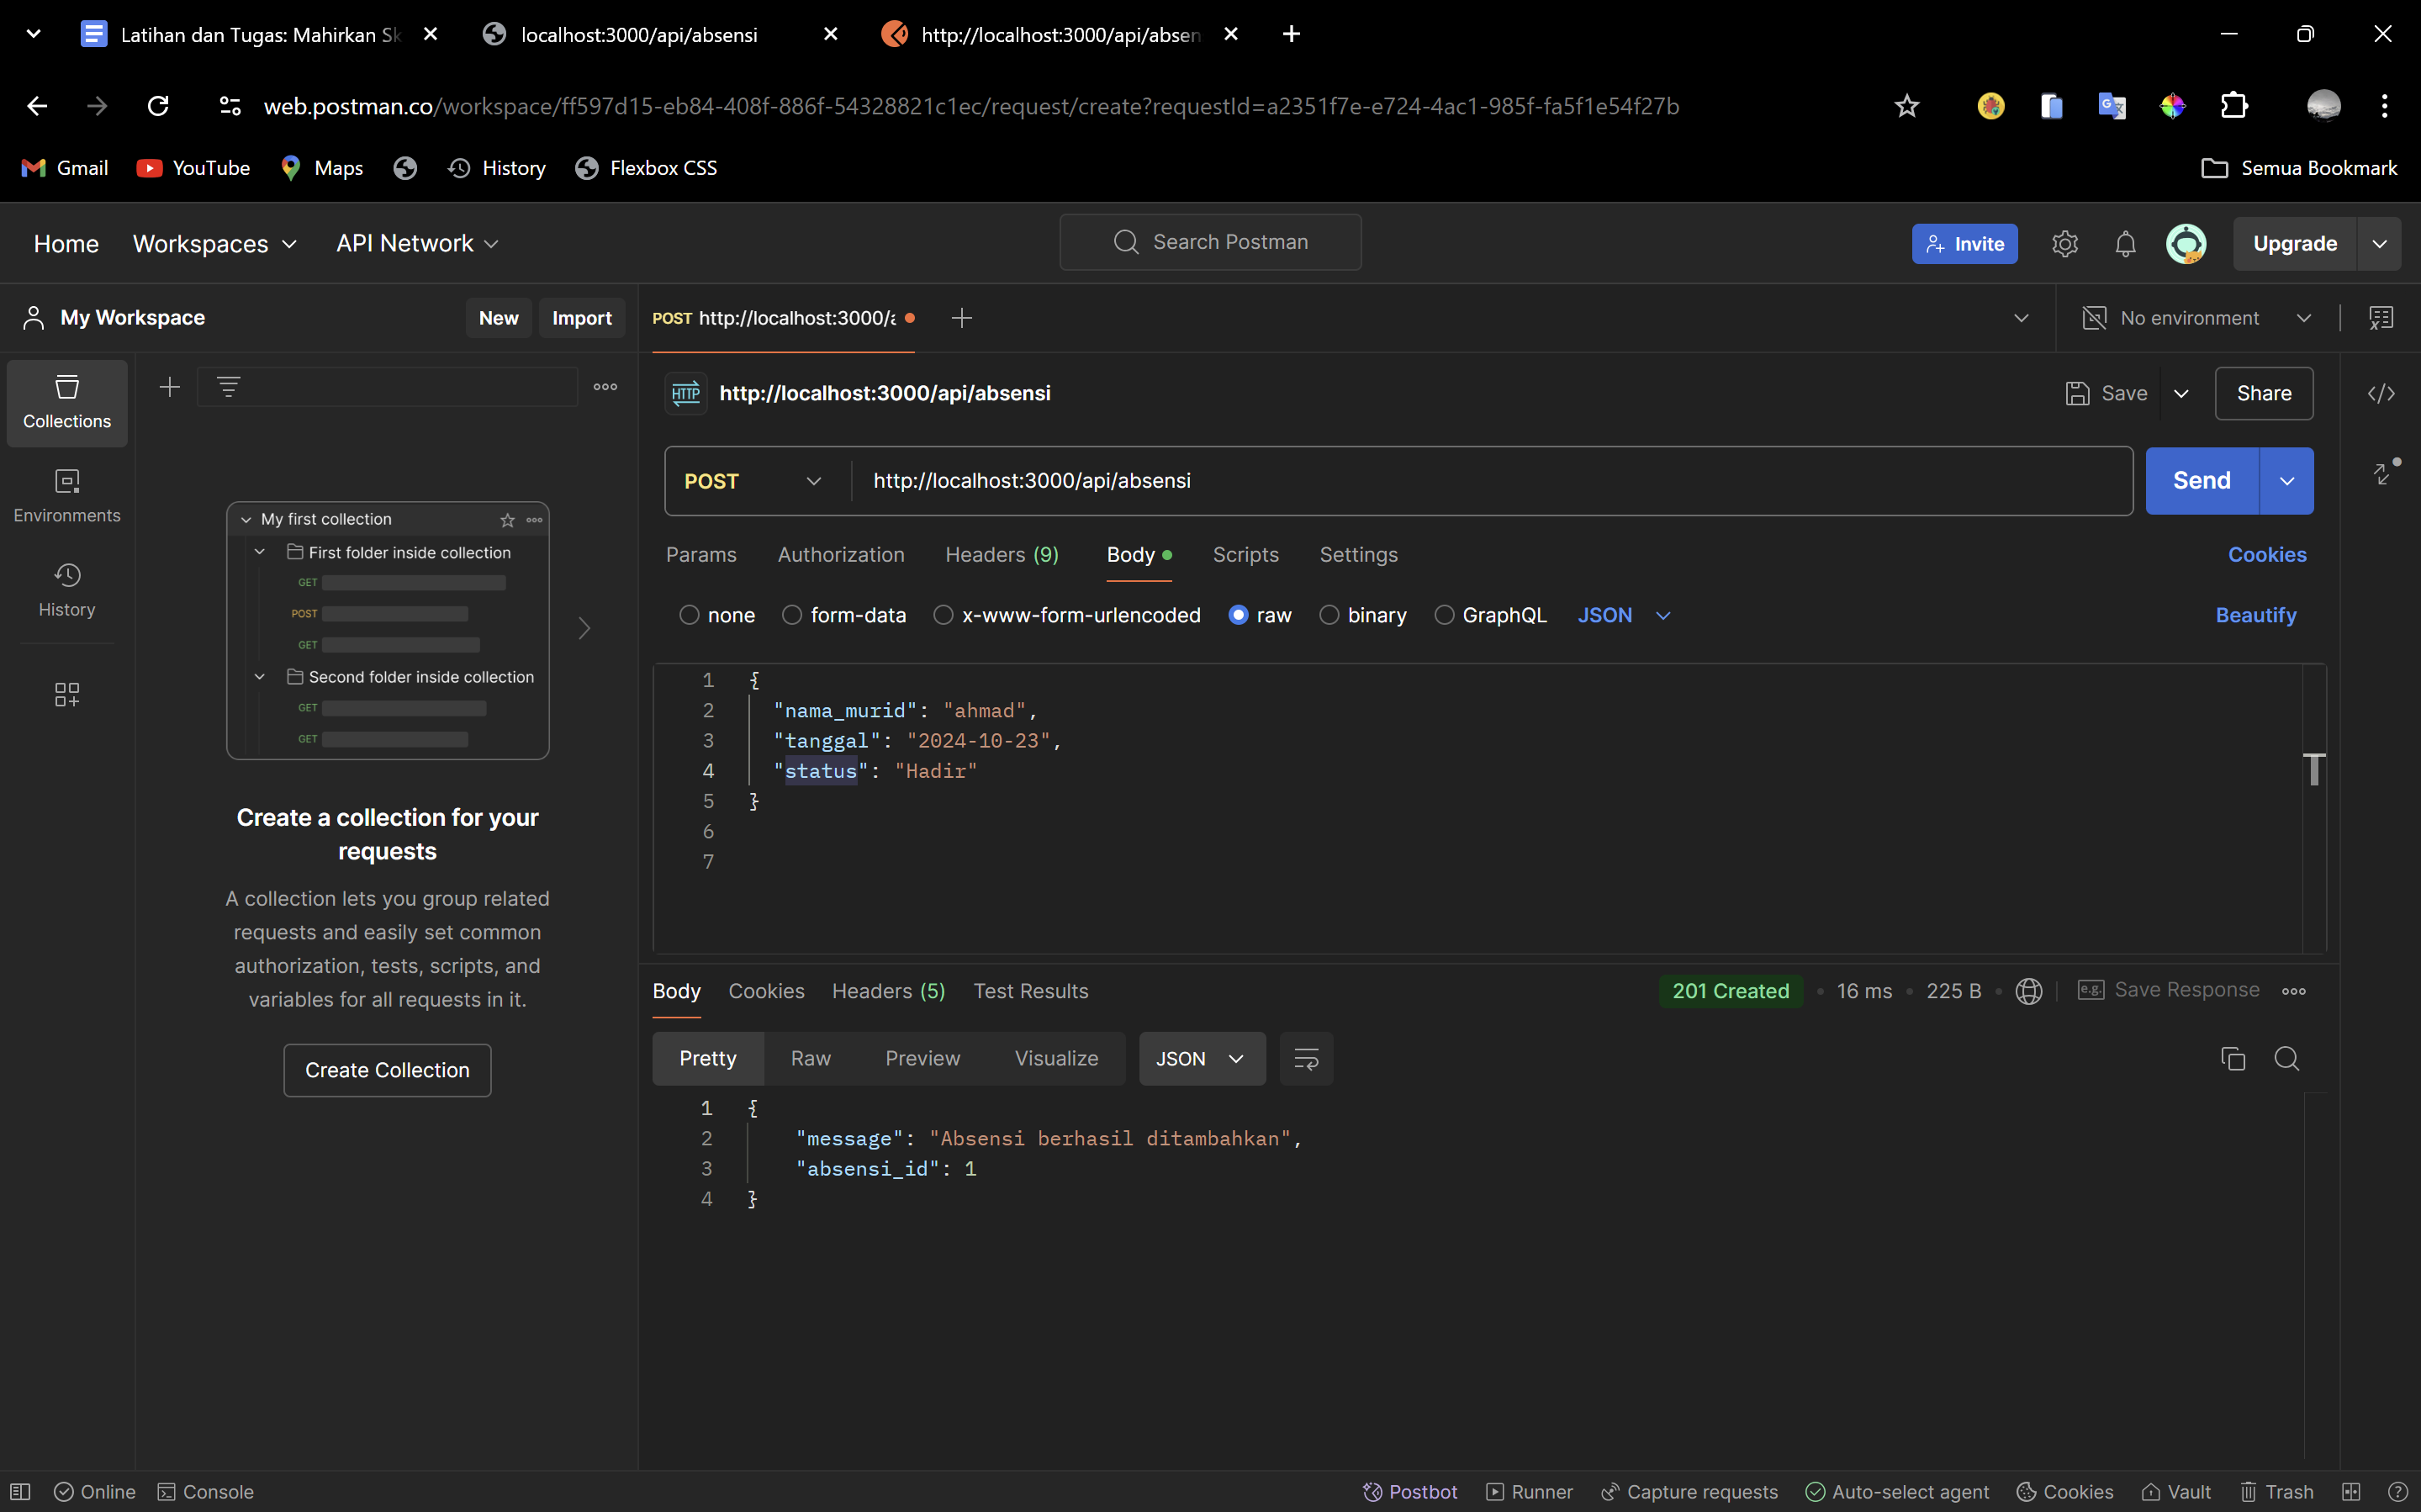 Latihan dan Tugas: Mahirkan Sk
localhost:3000/api/absensi
http://localhost:3000/api/absen
web.postman.co/workspace/ff597d15-eb84-408f-886f-54328821c1ec/request/create?requestId=a2351f7e-e724-4ac1-985f-fa5f1e54f27b
Gmail YouTube Maps History Flexbox CSS Semua Bookmark
Home Workspaces API Network Search Postman Invite Upgrade
My Workspace New Import POST http://localhost:3000/a No environment
Collections
Environments
History
My first collection
First folder inside collection
GET
POST
GET
Second folder inside collection
GET
GET
Create a collection for your
requests
A collection lets you group related
requests and easily set common
authorization, tests, scripts, and
variables for all requests in it.
Create Collection
HTTP http://localhost:3000/api/absensi Save Share
POST http://localhost:3000/api/absensi Send
Params Authorization Headers (9) Body Scripts Settings Cookies
none form-data x-www-form-urlencoded raw binary GraphQL JSON Beautify
1 {
2 "nama_murid": "ahmad",
3 "tanggal": "2024-10-23",
4 "status": "Hadir"
5 }
6
7
Body Cookies Headers (5) Test Results 201 Created • 16 ms • 225 B • e.g. Save Response
Pretty Raw Preview Visualize JSON
1 {
2 "message": "Absensi berhasil ditambahkan",
3 "absensi_id": 1
4 }
Online Console Postbot Runner Capture requests Auto-select agent Cookies Vault Trash